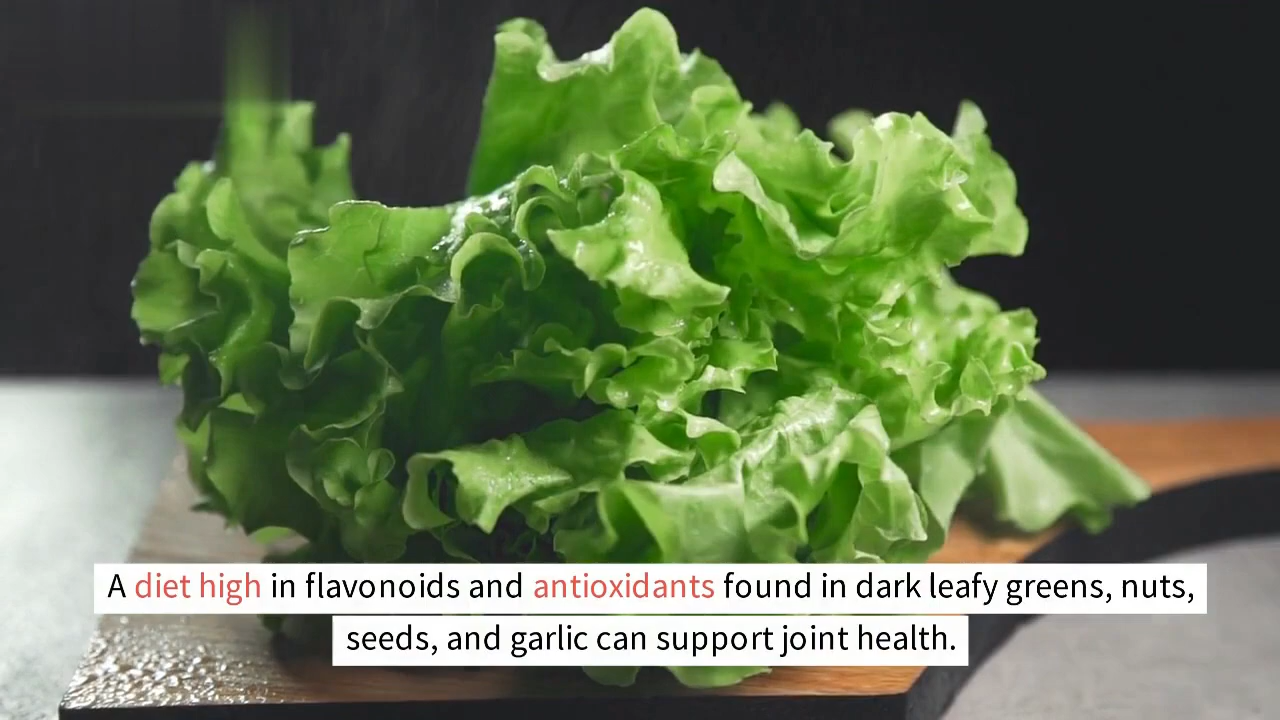 A diet high in flavonoids and antioxidants found in dark leafy greens, nuts,
seeds, and garlic can support joint health.